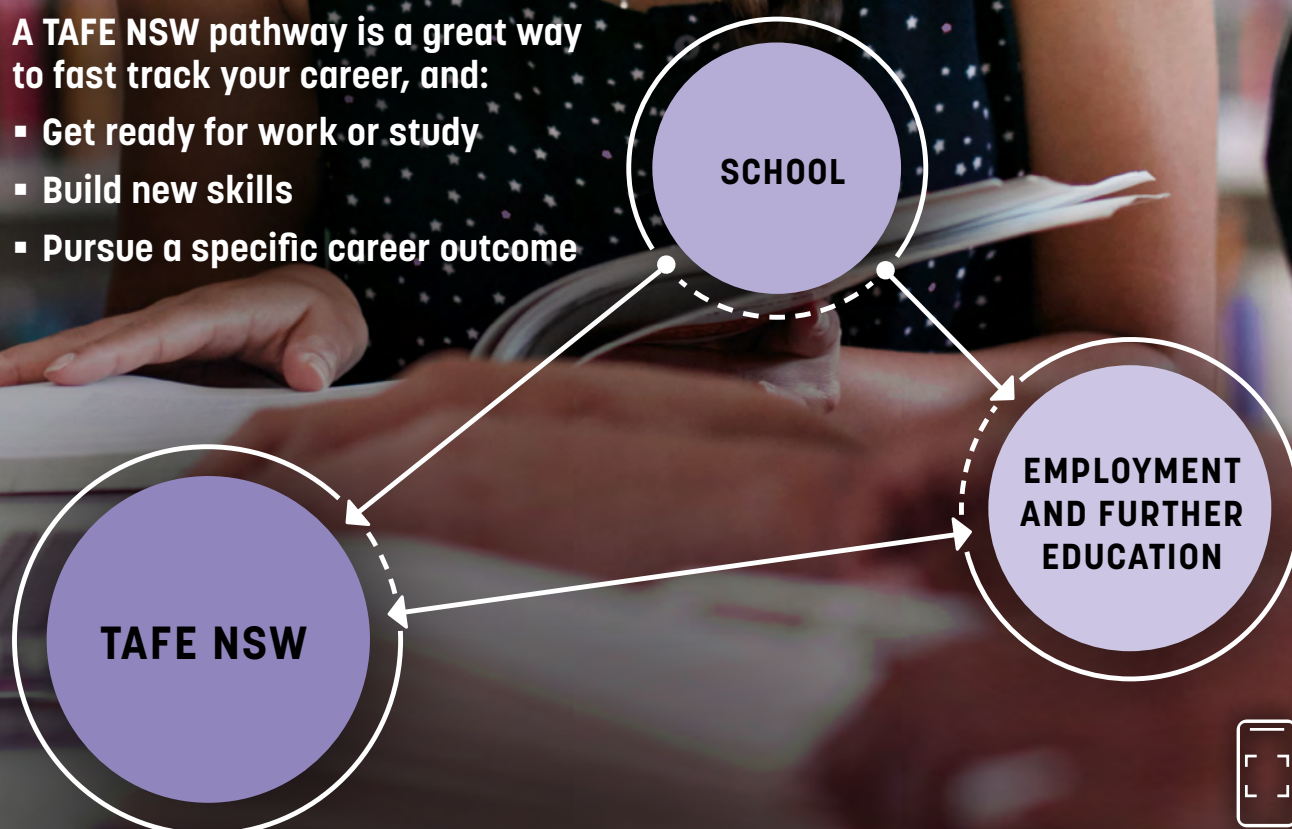 A TAFE NSW pathway is a great way
to fast track your career, and:
▪ Get ready for work or study
▪ Build new skills
▪ Pursue a specific career outcome
SCHOOL
EMPLOYMENT
AND FURTHER
EDUCATION
TAFE NSW